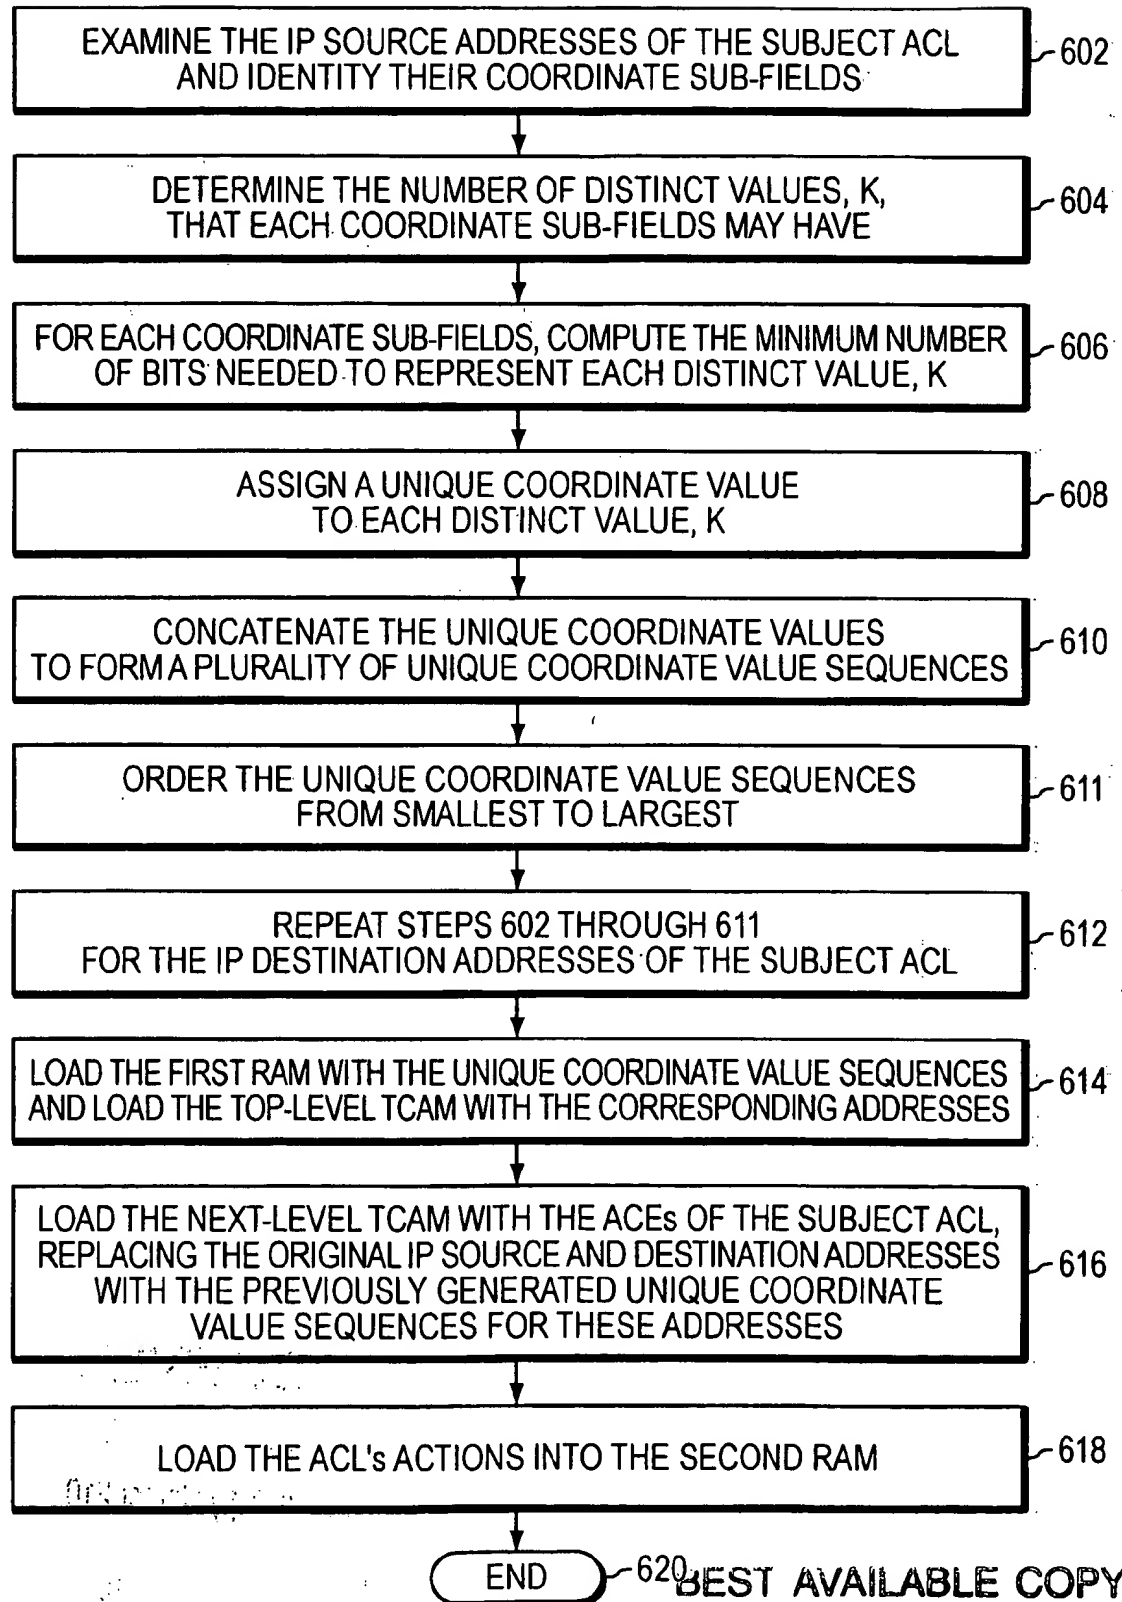 EXAMINE THE IP SOURCE ADDRESSES OF THE SUBJECT ACL
AND IDENTITY THEIR COORDINATE SUB-FIELDS
602
DETERMINE THE NUMBER OF DISTINCT VALUES, K,
THAT EACH COORDINATE SUB-FIELDS MAY HAVE
604
FOR EACH COORDINATE SUB-FIELDS, COMPUTE THE MINIMUM NUMBER
OF BITS NEEDED TO REPRESENT EACH DISTINCT VALUE, K
606
ASSIGN A UNIQUE COORDINATE VALUE
TO EACH DISTINCT VALUE, K
608
CONCATENATE THE UNIQUE COORDINATE VALUES
TO FORM A PLURALITY OF UNIQUE COORDINATE VALUE SEQUENCES
610
ORDER THE UNIQUE COORDINATE VALUE SEQUENCES
FROM SMALLEST TO LARGEST
611
REPEAT STEPS 602 THROUGH 611
FOR THE IP DESTINATION ADDRESSES OF THE SUBJECT ACL
612
LOAD THE FIRST RAM WITH THE UNIQUE COORDINATE VALUE SEQUENCES
AND LOAD THE TOP-LEVEL TCAM WITH THE CORRESPONDING ADDRESSES
614
LOAD THE NEXT-LEVEL TCAM WITH THE ACEs OF THE SUBJECT ACL,
REPLACING THE ORIGINAL IP SOURCE AND DESTINATION ADDRESSES
WITH THE PREVIOUSLY GENERATED UNIQUE COORDINATE
VALUE SEQUENCES FOR THESE ADDRESSES
616
LOAD THE ACL's ACTIONS INTO THE SECOND RAM
618
END
620
BEST AVAILABLE COPY